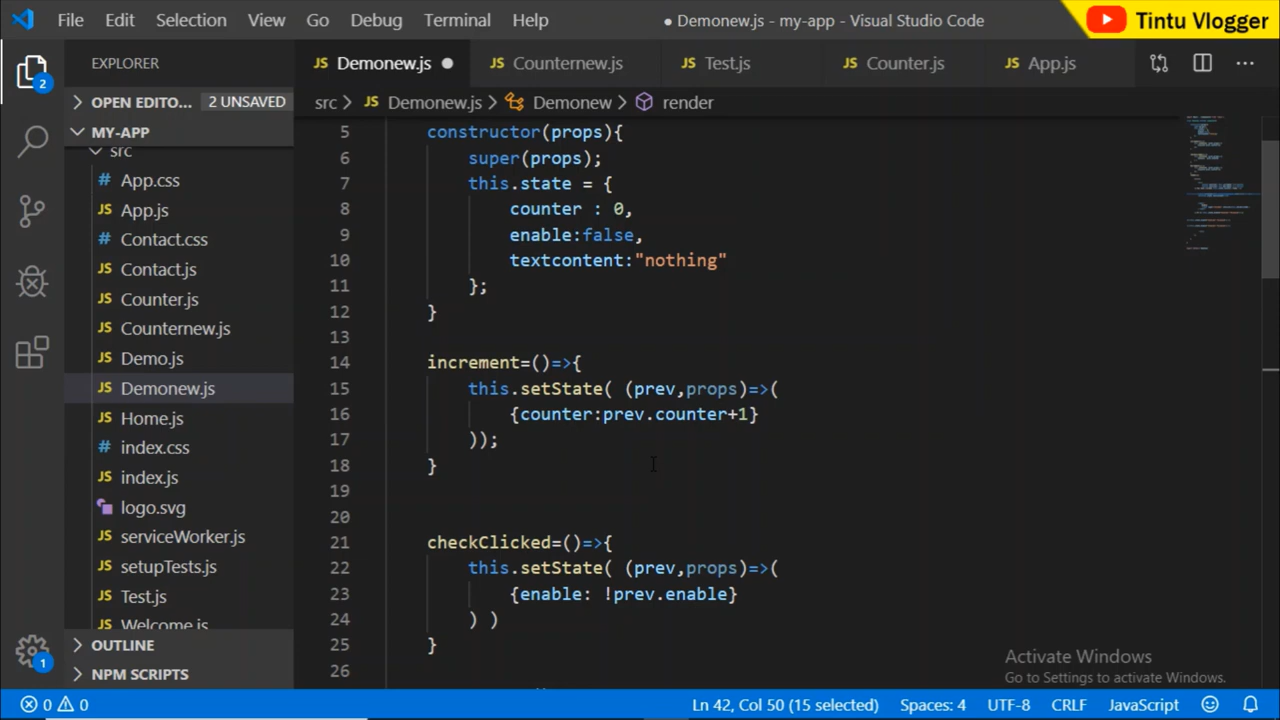 File Edit Selection View Go Debug Terminal Help
● Demonew.js - my-app - Visual Studio Code
Tintu Vlogger
EXPLORER
JS Demonew.js ●
JS Counternew.js
JS Test.js
JS Counter.js
JS App.js
2
OPEN EDITO... 2 UNSAVED
src > JS Demonew.js > Demonew > render
MY-APP
src
# App.css
JS App.js
# Contact.css
JS Contact.js
JS Counter.js
JS Counternew.js
JS Demo.js
JS Demonew.js
JS Home.js
# index.css
JS index.js
logo.svg
JS serviceWorker.js
JS setupTests.js
JS Test.js
JS Welcome.js
OUTLINE
NPM SCRIPTS
1
5 constructor(props){
6 super(props);
7 this.state = {
8 counter : 0,
9 enable:false,
10 textcontent:"nothing"
11 };
12 }
13
14 increment=()=>{
15 this.setState( (prev,props)=>(
16 {counter:prev.counter+1}
17 ));
18 }
19
20
21 checkClicked=()=>{
22 this.setState( (prev,props)=>(
23 {enable: !prev.enable}
24 ) )
25 }
26
Activate Windows
Go to Settings to activate Windows.
0 0 Ln 42, Col 50 (15 selected) Spaces: 4 UTF-8 CRLF JavaScript